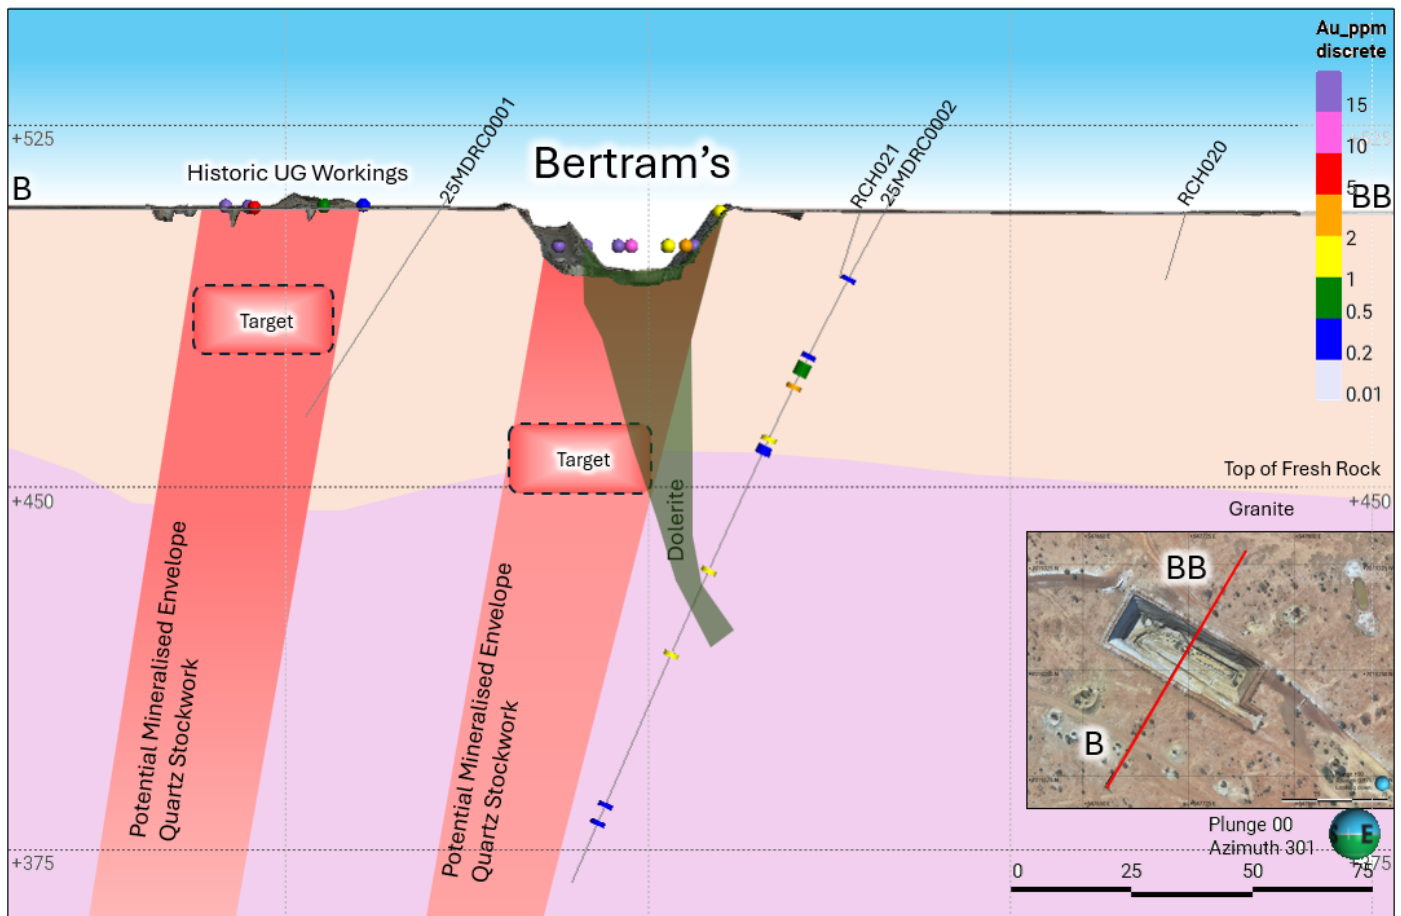 Au_ppm
discrete
15
10
5
2
1
0.5
0.2
0.01
+525
+525
25MDRC0001
Bertram's
RCH021
25MDRC0002
RCH020
Historic UG Workings
B
BB
Target
Target
Top of Fresh Rock
+450
+450
Granite
Dolerite
Potential Mineralised Envelope
Quartz Stockwork
Potential Mineralised Envelope
Quartz Stockwork
BB
B
Plunge 00
Azimuth 301
E
+375
+375
0
25
50
75